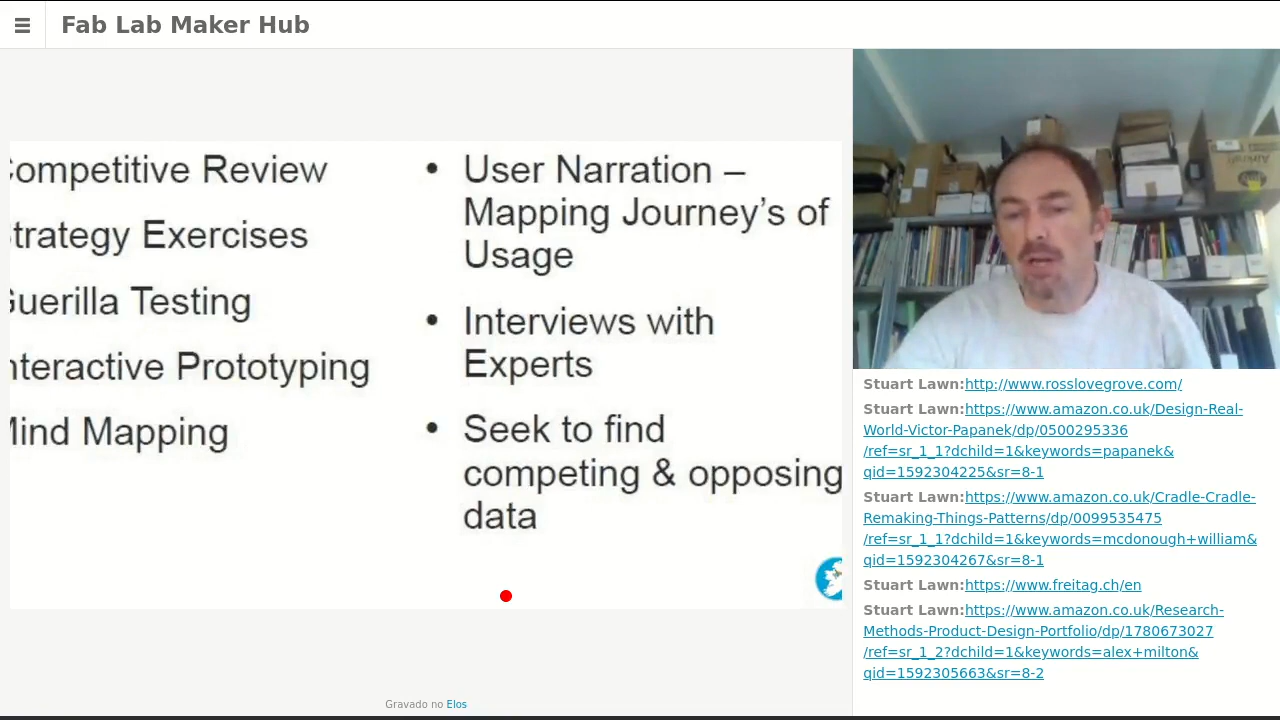 Fab Lab Maker Hub
ompetitive Review
trategy Exercises
uerilla Testing
nteractive Prototyping
ind Mapping
• User Narration –
Mapping Journey's of
Usage
• Interviews with
Experts
• Seek to find
competing & opposing
data
Gravado no Elos
Stuart Lawn:http://www.rosslovegrove.com/
Stuart Lawn:https://www.amazon.co.uk/Design-Real-
World-Victor-Papanek/dp/0500295336
/ref=sr_1_1?dchild=1&keywords=papanek&
qid=1592304225&sr=8-1
Stuart Lawn:https://www.amazon.co.uk/Cradle-Cradle-
Remaking-Things-Patterns/dp/0099535475
/ref=sr_1_1?dchild=1&keywords=mcdonough+william&
qid=1592304267&sr=8-1
Stuart Lawn:https://www.freitag.ch/en
Stuart Lawn:https://www.amazon.co.uk/Research-
Methods-Product-Design-Portfolio/dp/1780673027
/ref=sr_1_2?dchild=1&keywords=alex+milton&
qid=1592305663&sr=8-2